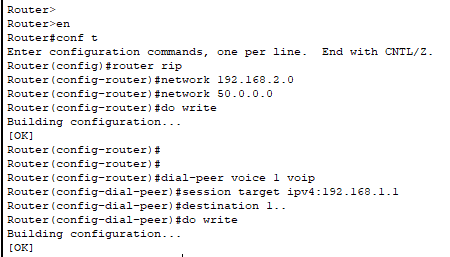 Router>
Router>en
Router#conf t
Enter configuration commands, one per line.  End with CNTL/Z.
Router(config)#router rip
Router(config-router)#network 192.168.2.0
Router(config-router)#network 50.0.0.0
Router(config-router)#do write
Building configuration...
[OK]
Router(config-router)#
Router(config-router)#
Router(config-router)#dial-peer voice 1 voip
Router(config-dial-peer)#session target ipv4:192.168.1.1
Router(config-dial-peer)#destination 1..
Router(config-dial-peer)#do write
Building configuration...
[OK]